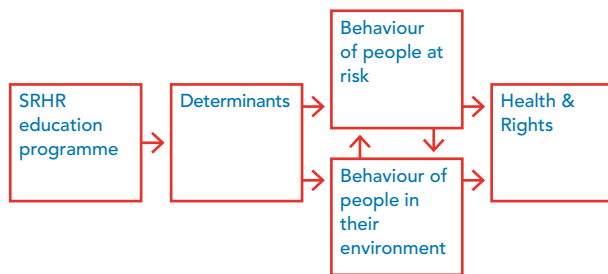 SRHR
education
programme
Determinants
Behaviour
of people at
risk
Behaviour of
people in
their
environment
Health &
Rights